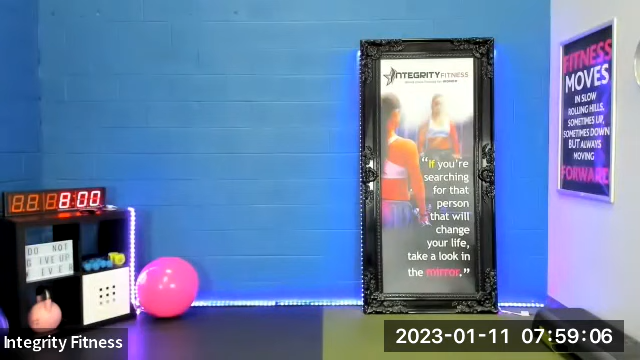 INTEGRITY FITNESS
"if you're
searching
for that
person
that will
change
your life,
take a look in
the mirror."
FITNESS
MOVES
IN SLOW
ROLLING HILLS.
SOMETIMES UP,
SOMETIMES DOWN
BUT ALWAYS
MOVING
FORWARD
8:00
DO NOT
GIVE UP
EVER
Integrity Fitness
2023-01-11 07:59:06